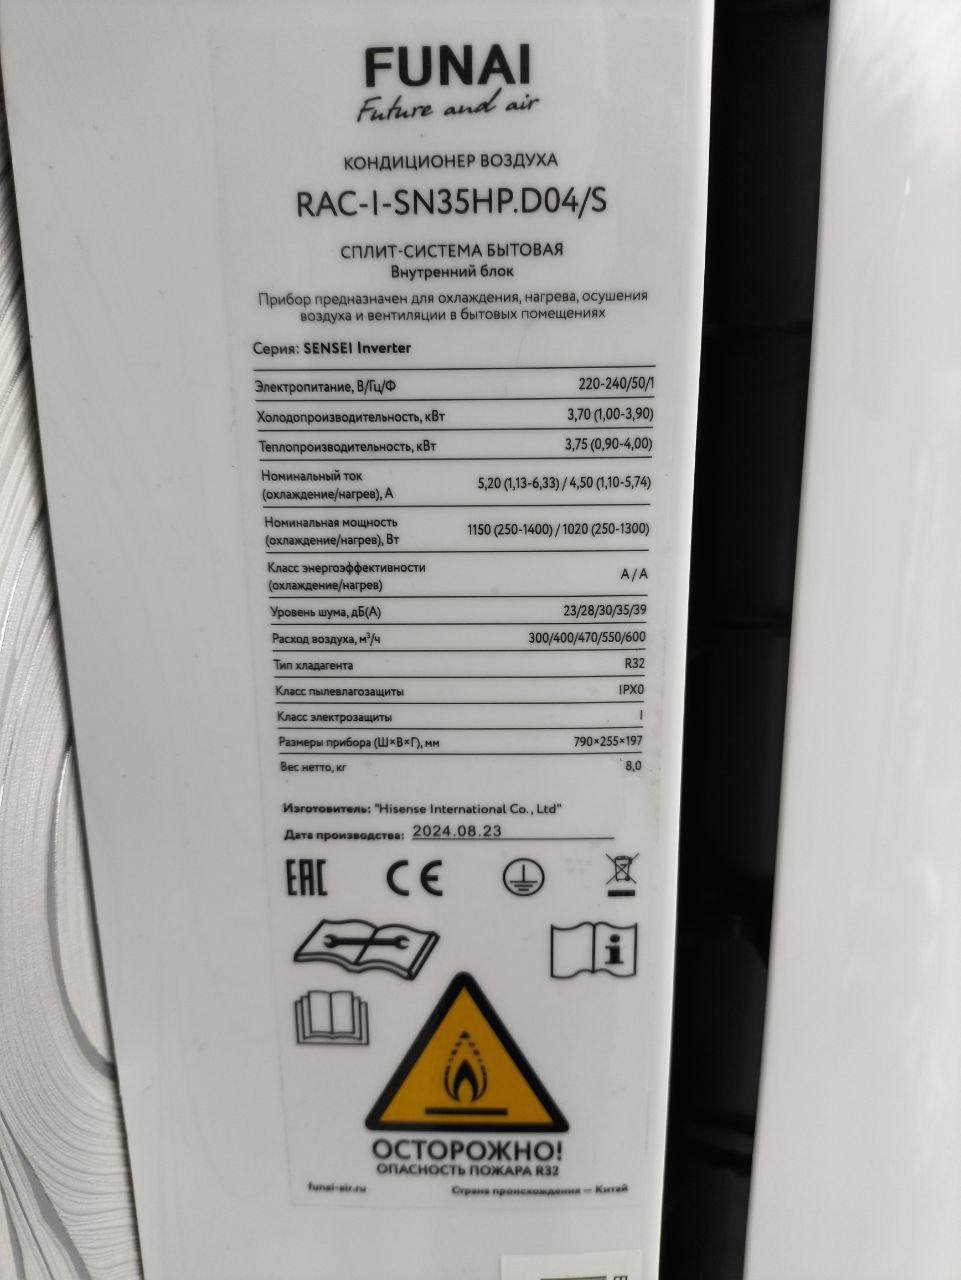 FUNAI
Future and air
КОНДИЦИОНЕР ВОЗДУХА
RAC-I-SN35HP.D04/S
СПЛИТ-СИСТЕМА БЫТОВАЯ
Внутренний блок
Прибор предназначен для охлаждения, нагрева, осушения
воздуха и вентиляции в бытовых помещениях
Серия: SENSEI Inverter
Электропитание, В/Гц/Ф 220-240/50/1
Холодопроизводительность, кВт 3,70 (1,00-3,90)
Теплопроизводительность, кВт 3,75 (0,90-4,00)
Номинальный ток
(охлаждение/нагрев), А 5,20 (1,13-6,33) / 4,50 (1,10-5,74)
Номинальная мощность
(охлаждение/нагрев), Вт 1150 (250-1400) / 1020 (250-1300)
Класс энергоэффективности
(охлаждение/нагрев) A / A
Уровень шума, дБ(А) 23/28/30/35/39
Расход воздуха, м³/ч 300/400/470/550/600
Тип хладагента R32
Класс пылевлагозащиты IPX0
Класс электрозащиты I
Размеры прибора (Ш×В×Г), мм 790×255×197
Вес нетто, кг 8,0
Изготовитель: "Hisense International Co., Ltd"
Дата производства: 2024.08.23
EAC CE
i
ОСТОРОЖНО!
ОПАСНОСТЬ ПОЖАРА R32
funai-air.ru Страна происхождения — Китай